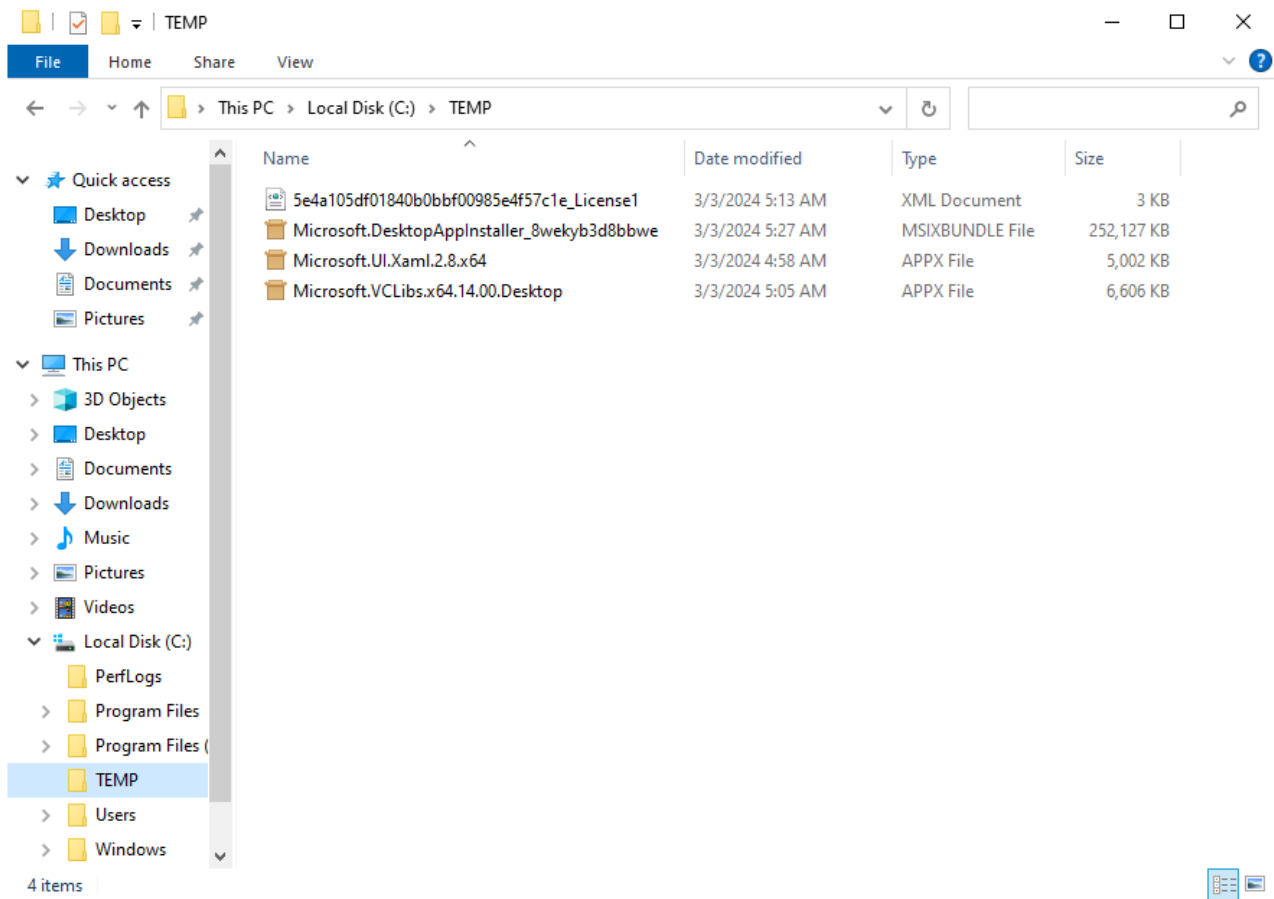 TEMP
File Home Share View
This PC Local Disk (C:) TEMP
Name Date modified Type Size
5e4a105df01840b0bbf00985e4f57c1e_License1 3/3/2024 5:13 AM XML Document 3 KB
Microsoft.DesktopAppInstaller_8wekyb3d8bbwe 3/3/2024 5:27 AM MSIXBUNDLE File 252,127 KB
Microsoft.UI.Xaml.2.8.x64 3/3/2024 4:58 AM APPX File 5,002 KB
Microsoft.VCLibs.x64.14.00.Desktop 3/3/2024 5:05 AM APPX File 6,606 KB
Quick access
Desktop
Downloads
Documents
Pictures
This PC
3D Objects
Desktop
Documents
Downloads
Music
Pictures
Videos
Local Disk (C:)
PerfLogs
Program Files
Program Files (
TEMP
Users
Windows
4 items